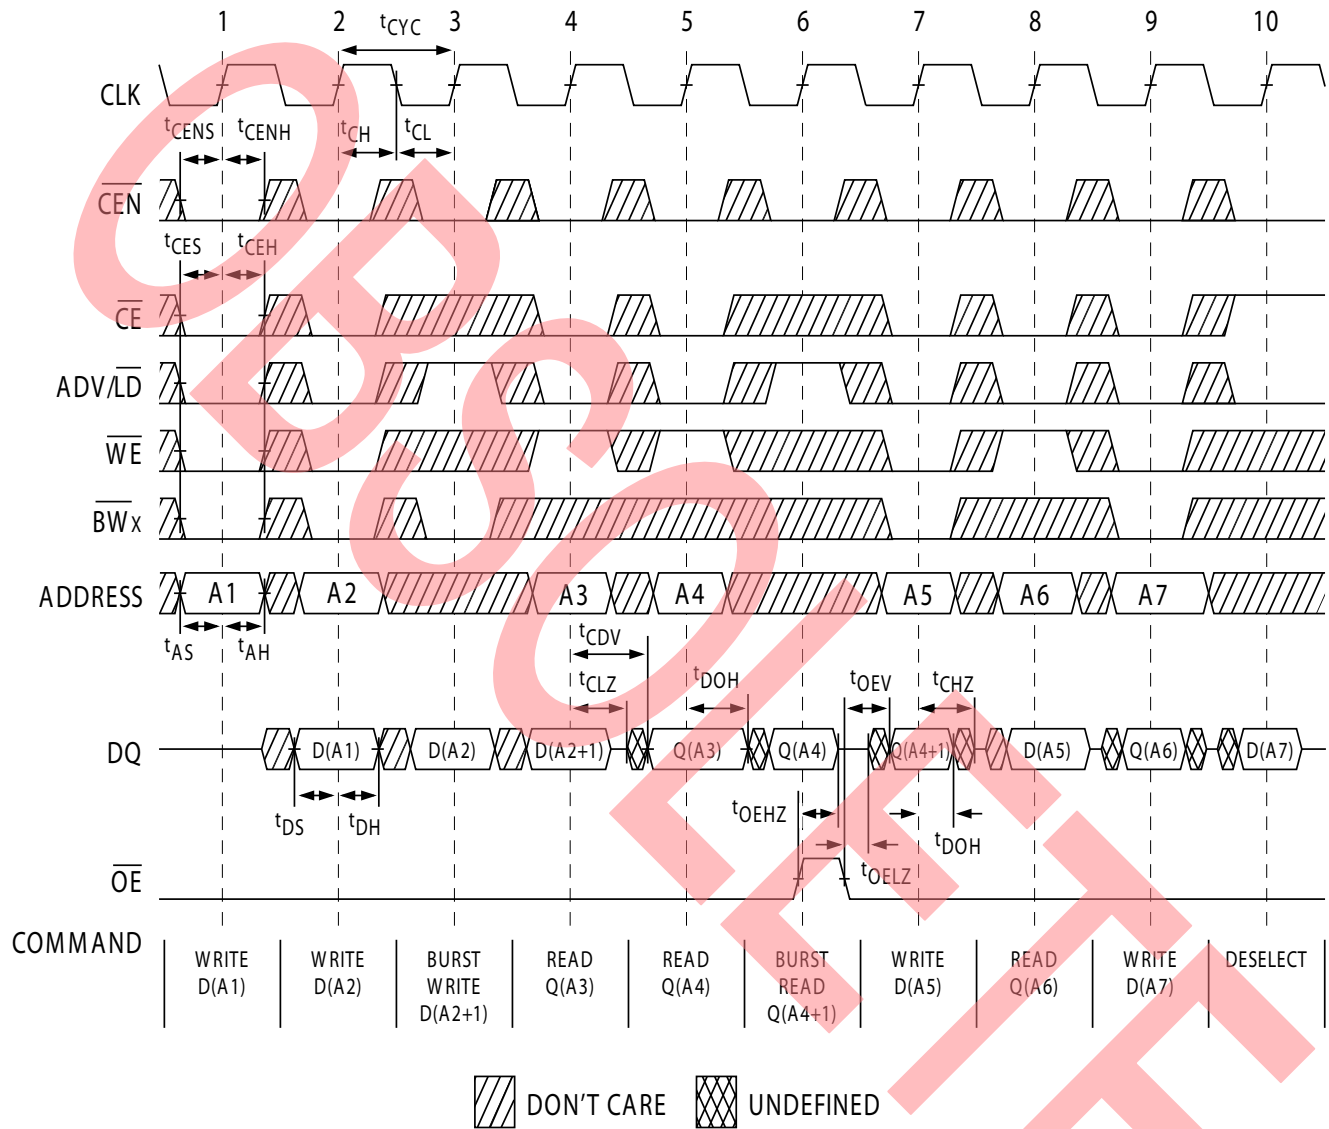 1 2 3 4 5 6 7 8 9 10
tCYC
CLK
tCENS tCENH tCH tCL
CEN
tCES tCEH
CE
ADV/LD
WE
BWx
ADDRESS A1 A2 A3 A4 A5 A6 A7
tAS tAH tCDV
tCLZ tDOH tOEV tCHZ
DQ D(A1) D(A2) D(A2+1) Q(A3) Q(A4) Q(A4+1) D(A5) Q(A6) D(A7)
tDS tDH tOEHZ tDOH
tOELZ
OE
COMMAND
WRITE WRITE BURST READ READ BURST WRITE READ WRITE DESELECT
D(A1) D(A2) WRITE Q(A3) Q(A4) READ D(A5) Q(A6) D(A7)
D(A2+1) Q(A4+1)
DON'T CARE UNDEFINED
OBSOLETE